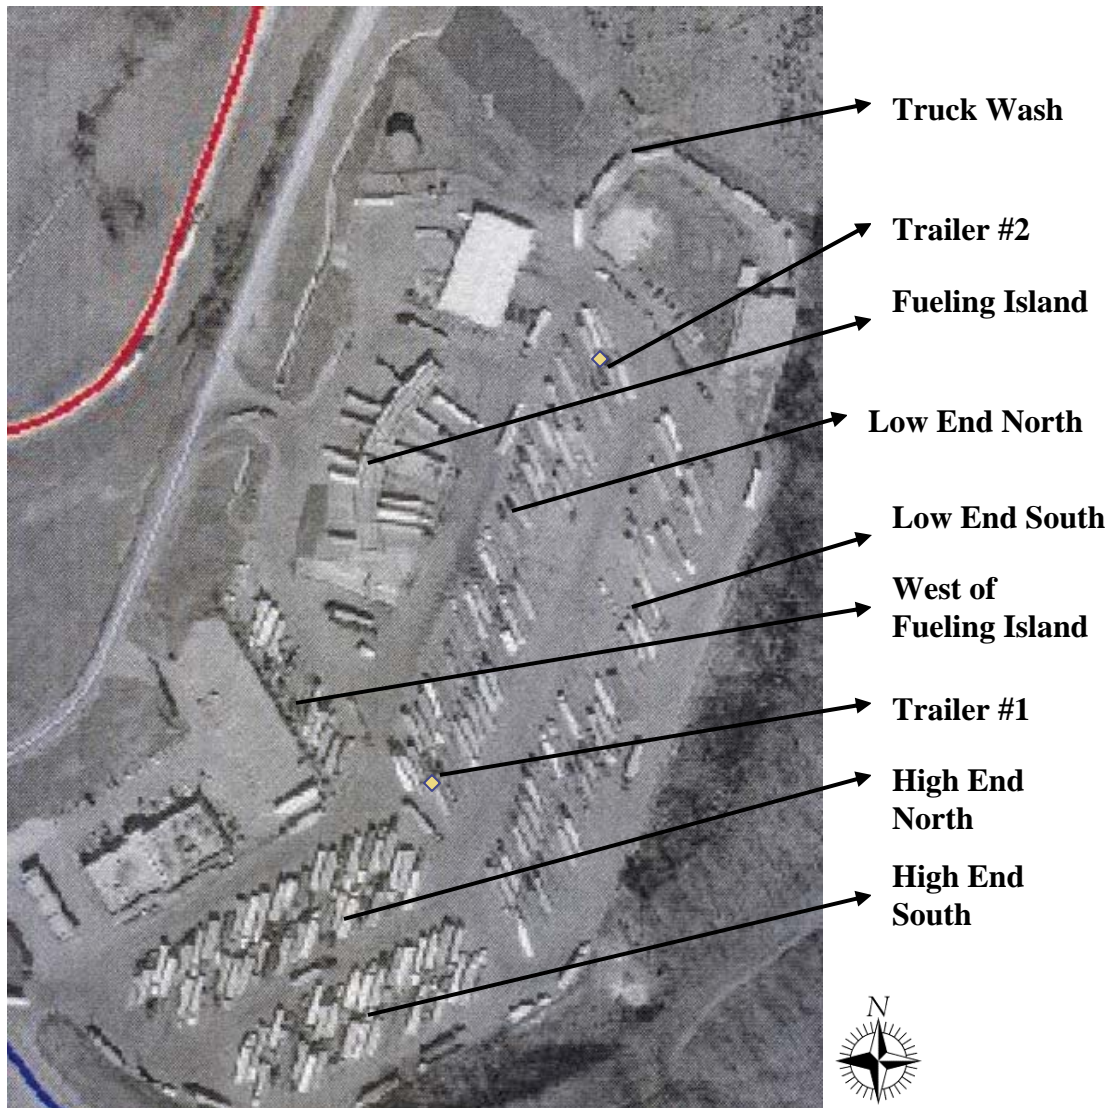 Truck Wash
Trailer #2
Fueling Island
Low End North
Low End South
West of
Fueling Island
Trailer #1
High End
North
High End
South
N